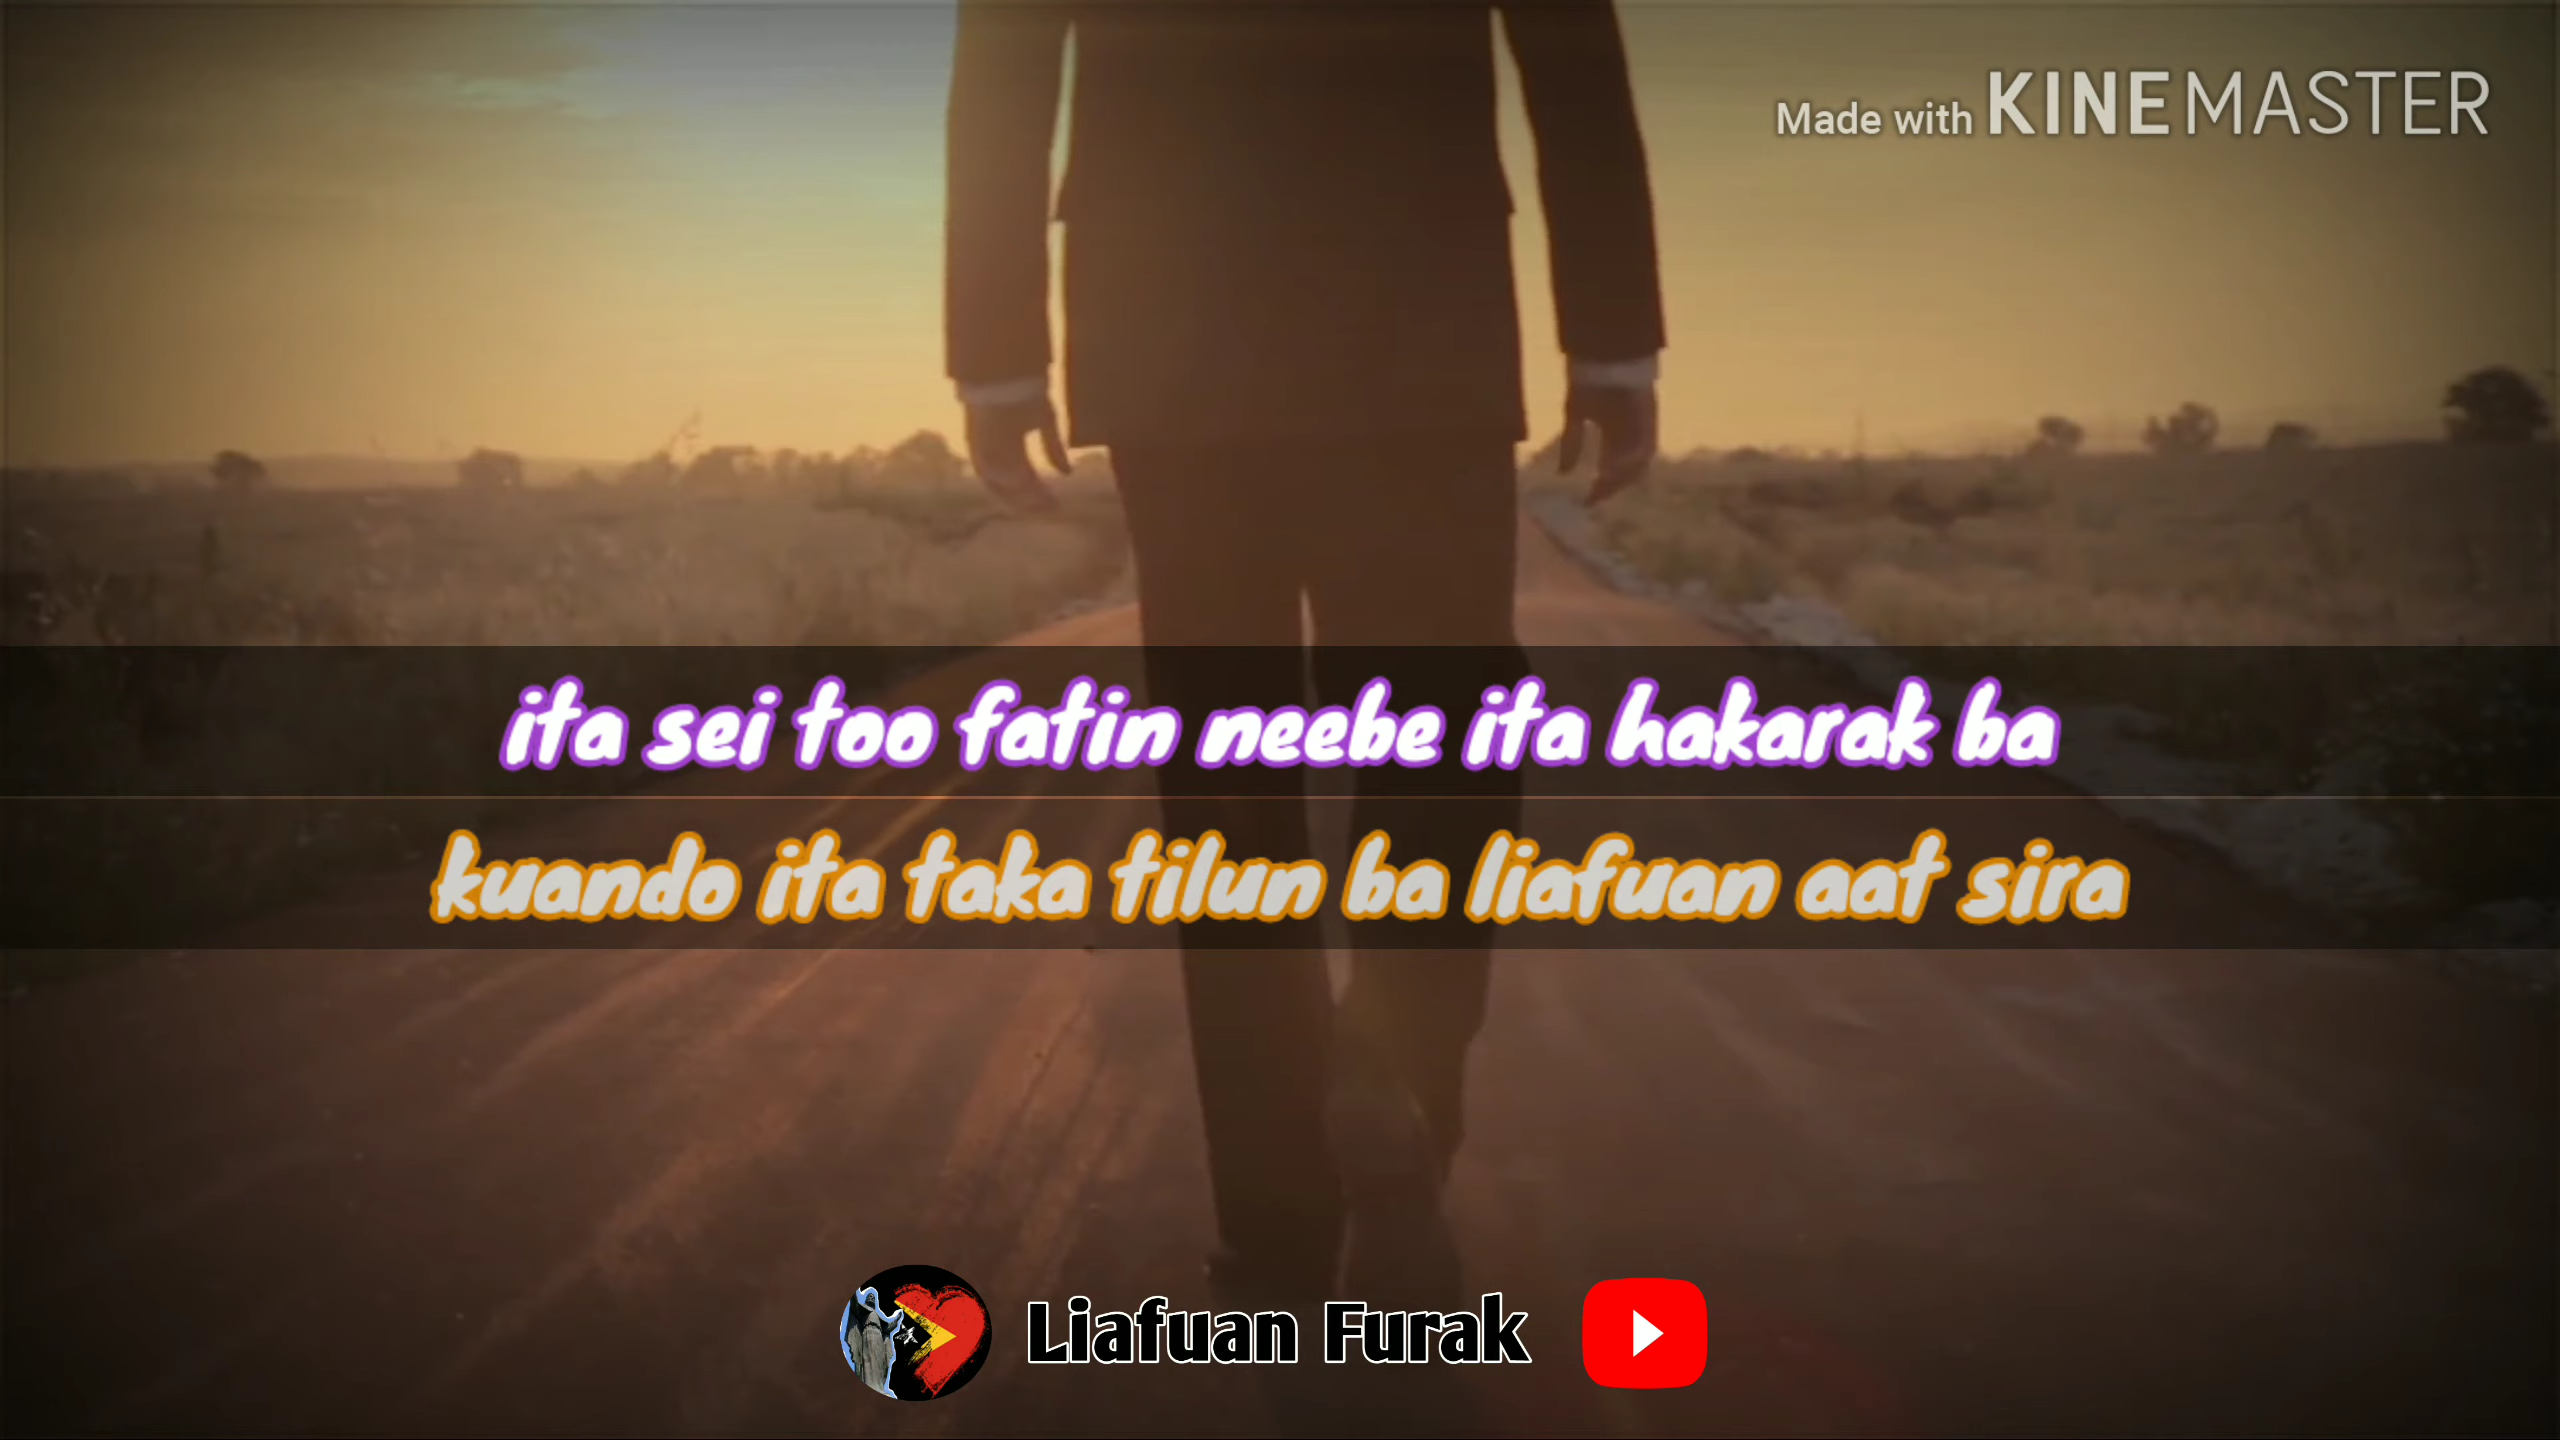 Made with KINEMASTER
ita sei too fatin neebe ita hakarak ba
kuando ita taka tilun ba liafuan aat sira
Liafuan Furak